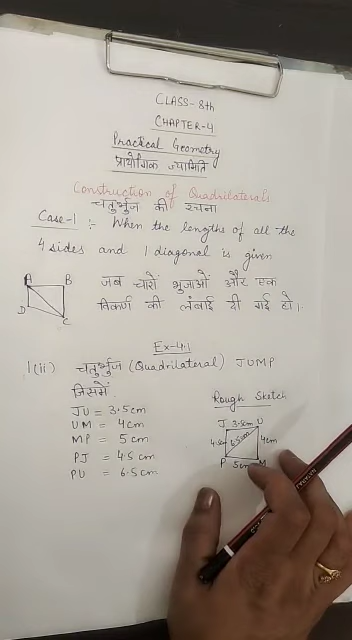 CLASS-8th
CHAPTER-4
Practical Geometry
प्रायोगिक ज्यामिति
Construction of Quadrilaterals
चतुर्भुज की रचना
Case-1 :- When the lengths of all the
4 sides and 1 diagonal is given
A B
D
C
जब चारों भुजाओं और एक
विकर्ण की लंबाई दी गई हो।
Ex-4.1
1(ii) चतुर्भुज (Quadrilateral) JUMP
जिसमें
JU = 3.5cm
UM = 4cm
MP = 5 cm
PJ = 4.5 cm
PU = 6.5cm
Rough Sketch
J 3.5cm U
4.5cm 6.5cm 4cm
P 5cm M